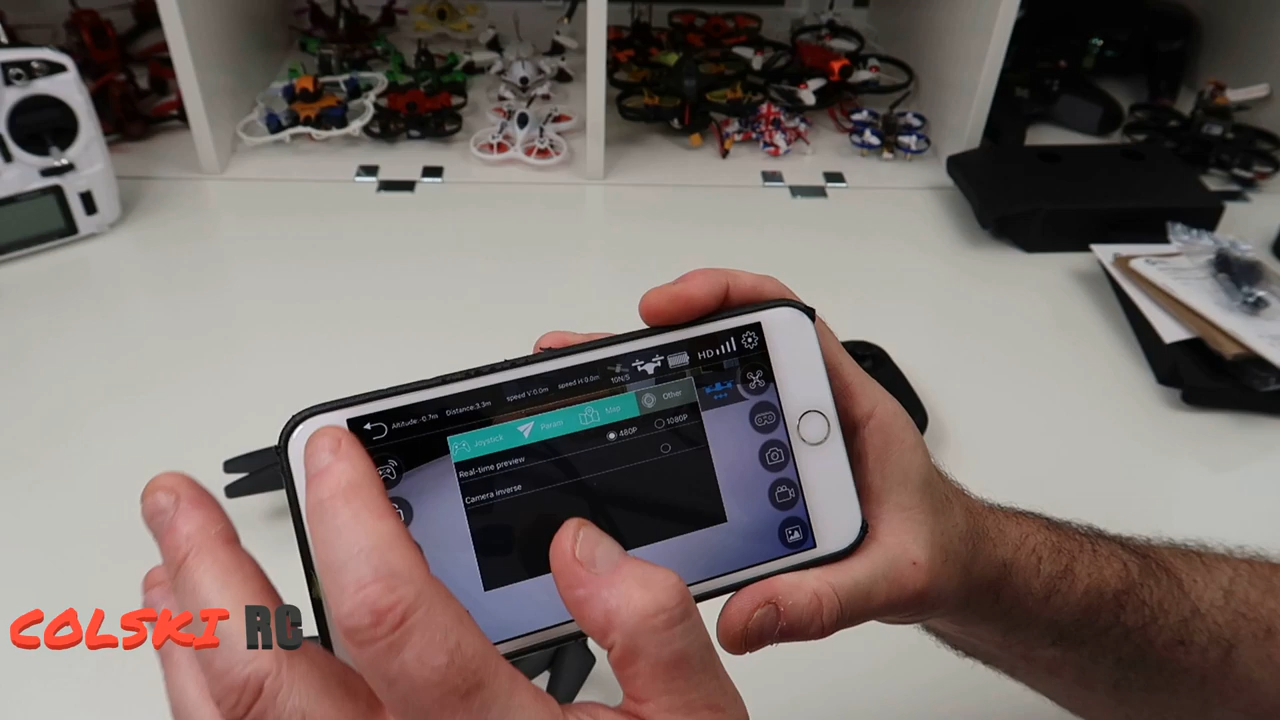 Altitude:-0.7m Distance:3.3m speed V:0.0m speed H:0.0m 10N/S HD
Joystick Param Map Other
Real-time preview 480P 1080P
Camera inverse
COLSKI RC